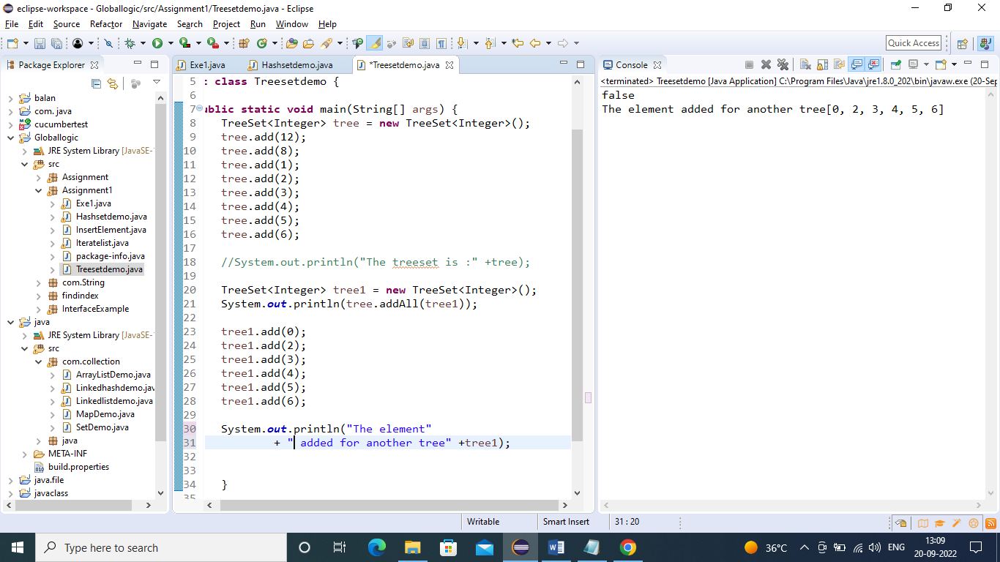 eclipse-workspace - Globallogic/src/Assignment1/Treesetdemo.java - Eclipse
File Edit Source Refactor Navigate Search Project Run Window Help
Quick Access
Package Explorer
balan
com. java
cucumbertest
Globallogic
JRE System Library [JavaSE-
src
Assignment
Assignment1
Exe1.java
Hashsetdemo.java
InsertElement.java
Iteratelist.java
package-info.java
Treesetdemo.java
com.String
findindex
InterfaceExample
java
JRE System Library [JavaSE-
src
com.collection
ArrayListDemo.java
Linkedhashdemo.jav
Linkedlistdemo.java
MapDemo.java
SetDemo.java
java
META-INF
build.properties
java.file
javaclass
Exe1.java Hashsetdemo.java *Treesetdemo.java
5 : class Treesetdemo {
6
7 ublic static void main(String[] args) {
8 TreeSet<Integer> tree = new TreeSet<Integer>();
9 tree.add(12);
10 tree.add(8);
11 tree.add(1);
12 tree.add(2);
13 tree.add(3);
14 tree.add(4);
15 tree.add(5);
16 tree.add(6);
17
18 //System.out.println("The treeset is :" +tree);
19
20 TreeSet<Integer> tree1 = new TreeSet<Integer>();
21 System.out.println(tree.addAll(tree1));
22
23 tree1.add(0);
24 tree1.add(2);
25 tree1.add(3);
26 tree1.add(4);
27 tree1.add(5);
28 tree1.add(6);
29
30 System.out.println("The element"
31 + " added for another tree" +tree1);
32
33
34 }
35
Console
<terminated> Treesetdemo [Java Application] C:\Program Files\Java\jre1.8.0_202\bin\javaw.exe (20-Sep
false
The element added for another tree[0, 2, 3, 4, 5, 6]
Writable Smart Insert 31 : 20
Type here to search
36°C ENG 13:09
20-09-2022